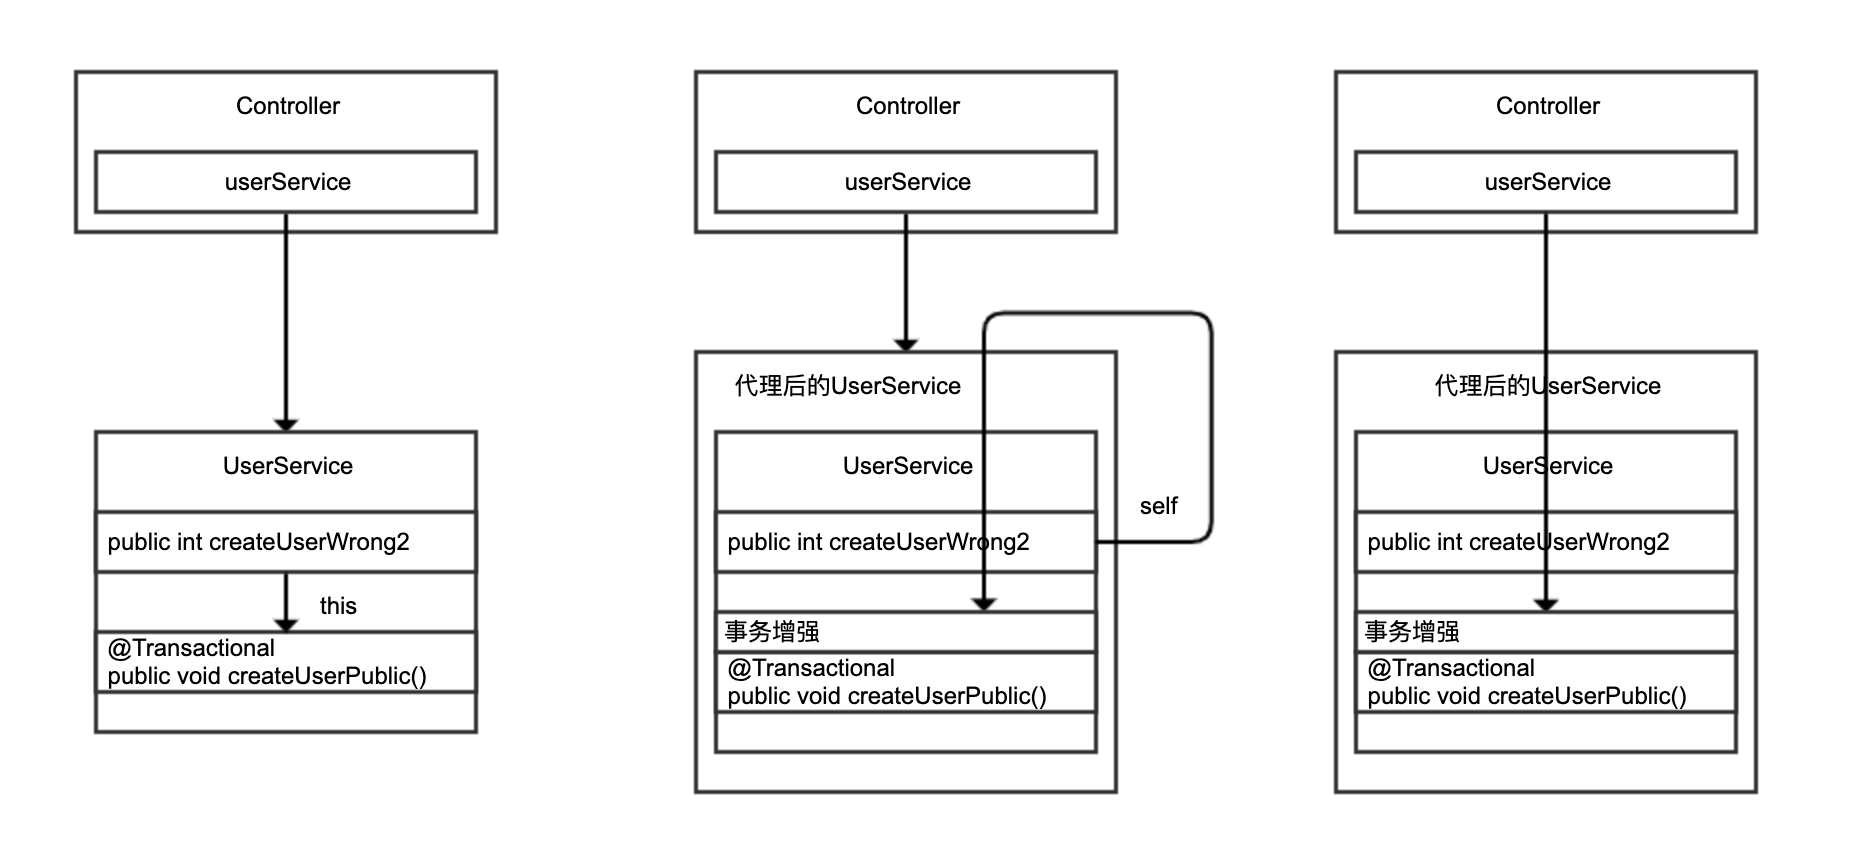 Controller
userService
UserService
public int createUserWrong2
this
@Transactional
public void createUserPublic()
Controller
userService
代理后的UserService
UserService
self
public int createUserWrong2
事务增强
@Transactional
public void createUserPublic()
Controller
userService
代理后的UserService
UserService
public int createUserWrong2
事务增强
@Transactional
public void createUserPublic()